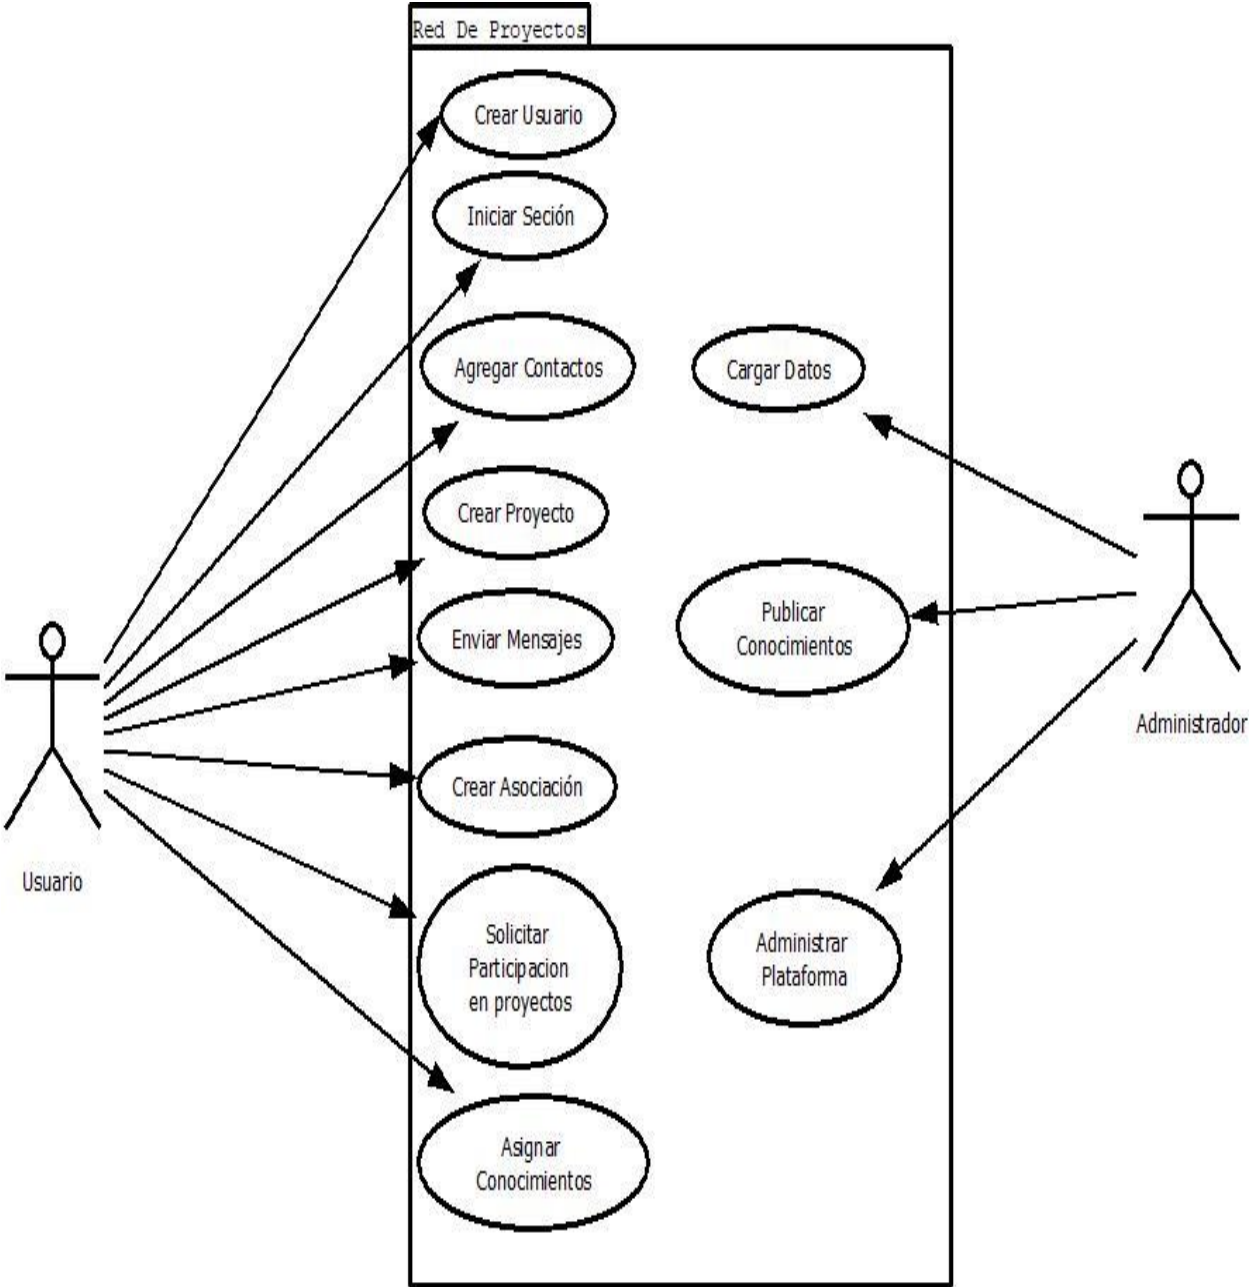 Red De Proyectos
Crear Usuario
Iniciar Seción
Agregar Contactos
Cargar Datos
Crear Proyecto
Publicar
Conocimientos
Enviar Mensajes
Administrador
Crear Asociación
Usuario
Solicitar
Participacion
en proyectos
Administrar
Plataforma
Asignar
Conocimientos